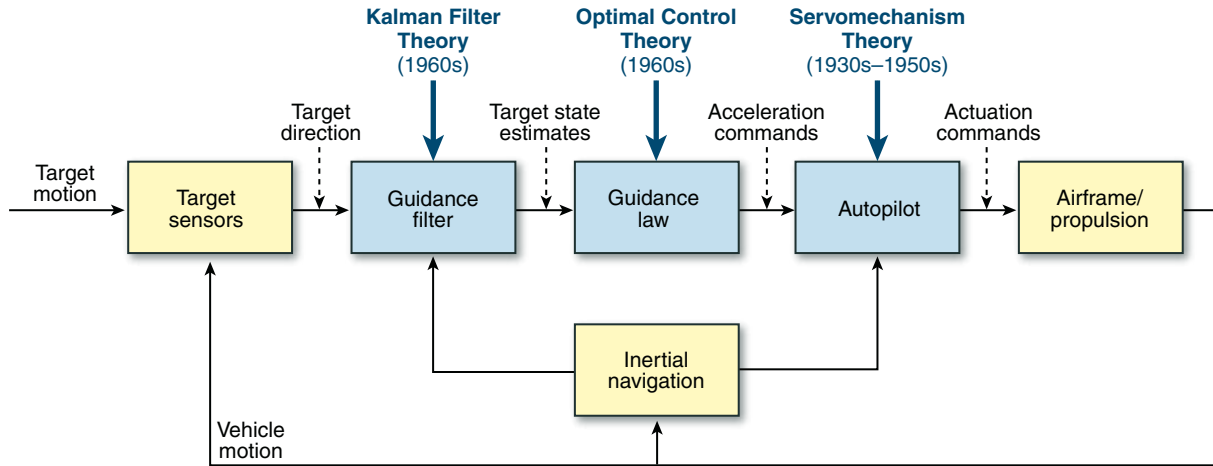 Kalman Filter
Theory
(1960s)
Optimal Control
Theory
(1960s)
Servomechanism
Theory
(1930s–1950s)
Target
direction
Target state
estimates
Acceleration
commands
Actuation
commands
Target
motion
Target
sensors
Guidance
filter
Guidance
law
Autopilot
Airframe/
propulsion
Inertial
navigation
Vehicle
motion